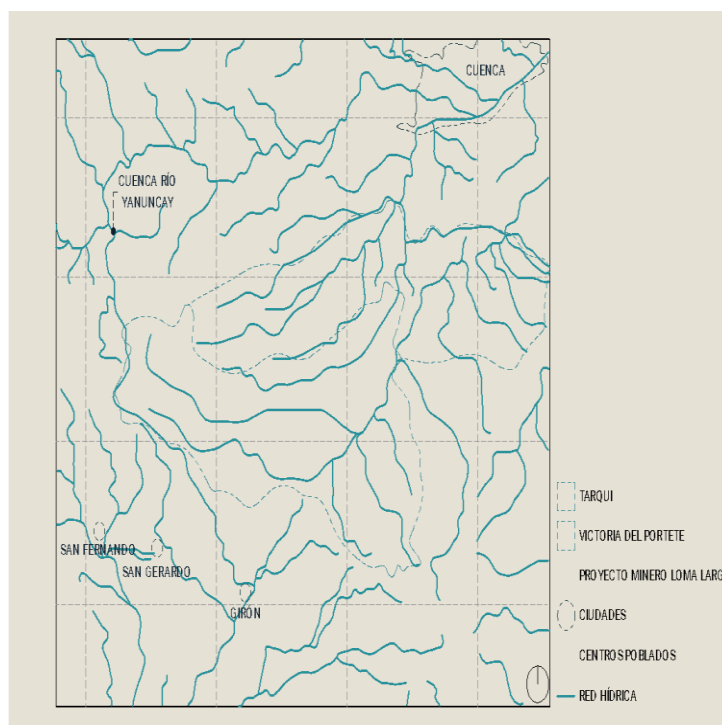 CUENCA
CUENCA RÍO
YANUNCAY
SAN FERNANDO
SAN GERARDO
GIRÓN
TARQUI
VICTORIA DEL PORTETE
PROYECTO MINERO LOMA LARG
CIUDADES
CENTROS POBLADOS
RED HÍDRICA